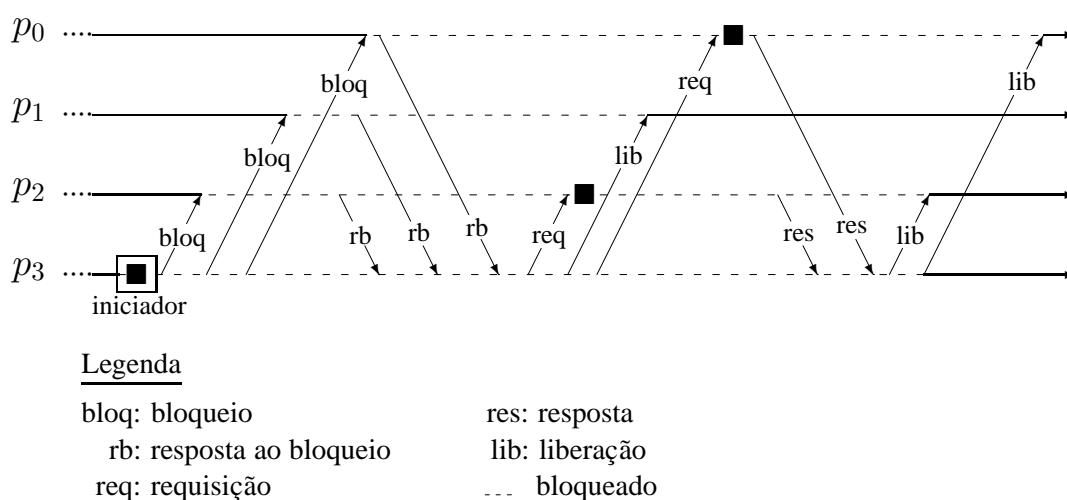 p0 ....
bloq
req
lib
p1 ....
bloq
lib
p2 ....
bloq
rb
rb
rb
req
res
res
lib
p3 ....
iniciador
Legenda
bloq: bloqueio
res: resposta
rb: resposta ao bloqueio
lib: liberação
req: requisição
--- bloqueado